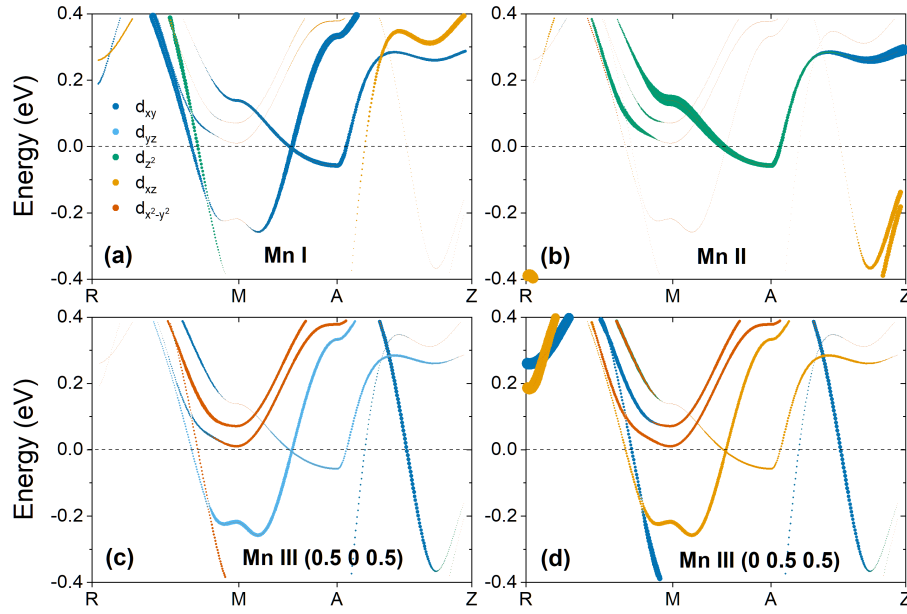 0.4
0.2
0.0
-0.2
-0.4
Energy (eV)
d_xy
d_yz
d_z²
d_xz
d_x²-y²
(a)
Mn I
R
M
A
Z
0.4
0.2
0.0
-0.2
-0.4
(b)
Mn II
R
M
A
Z
0.4
0.2
0.0
-0.2
-0.4
Energy (eV)
(c)
Mn III (0.5 0 0.5)
R
M
A
Z
0.4
0.2
0.0
-0.2
-0.4
(d)
Mn III (0 0.5 0.5)
R
M
A
Z